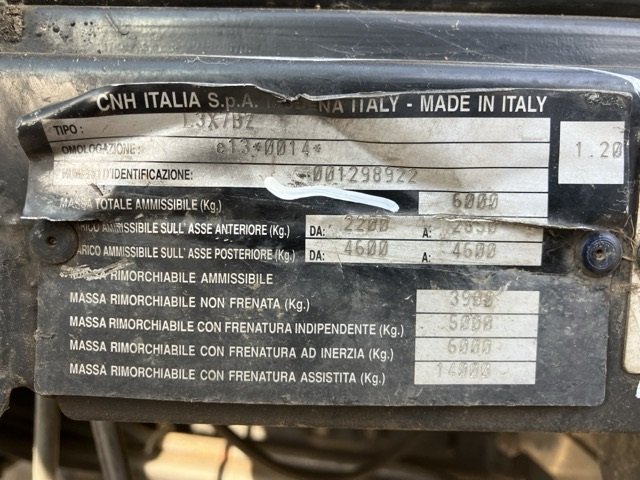 CNH ITALIA S.p.A. ITALY - MADE IN ITALY
TIPO: L3X/BZ
OMOLOGAZIONE: e13*0014* 1.20
D'IDENTIFICAZIONE: 001298922
MASSA TOTALE AMMISSIBILE (Kg.) 6000
AMMISSIBILE SULL' ASSE ANTERIORE (Kg.) DA: 2200 A:
AMMISSIBILE SULL' ASSE POSTERIORE (Kg.) DA: 4600 A: 4600
MASSA RIMORCHIABILE AMMISSIBILE
MASSA RIMORCHIABILE NON FRENATA (Kg.) 3900
MASSA RIMORCHIABILE CON FRENATURA INDIPENDENTE (Kg.) 5000
MASSA RIMORCHIABILE CON FRENATURA AD INERZIA (Kg.) 6000
MASSA RIMORCHIABILE CON FRENATURA ASSISTITA (Kg.) 14000